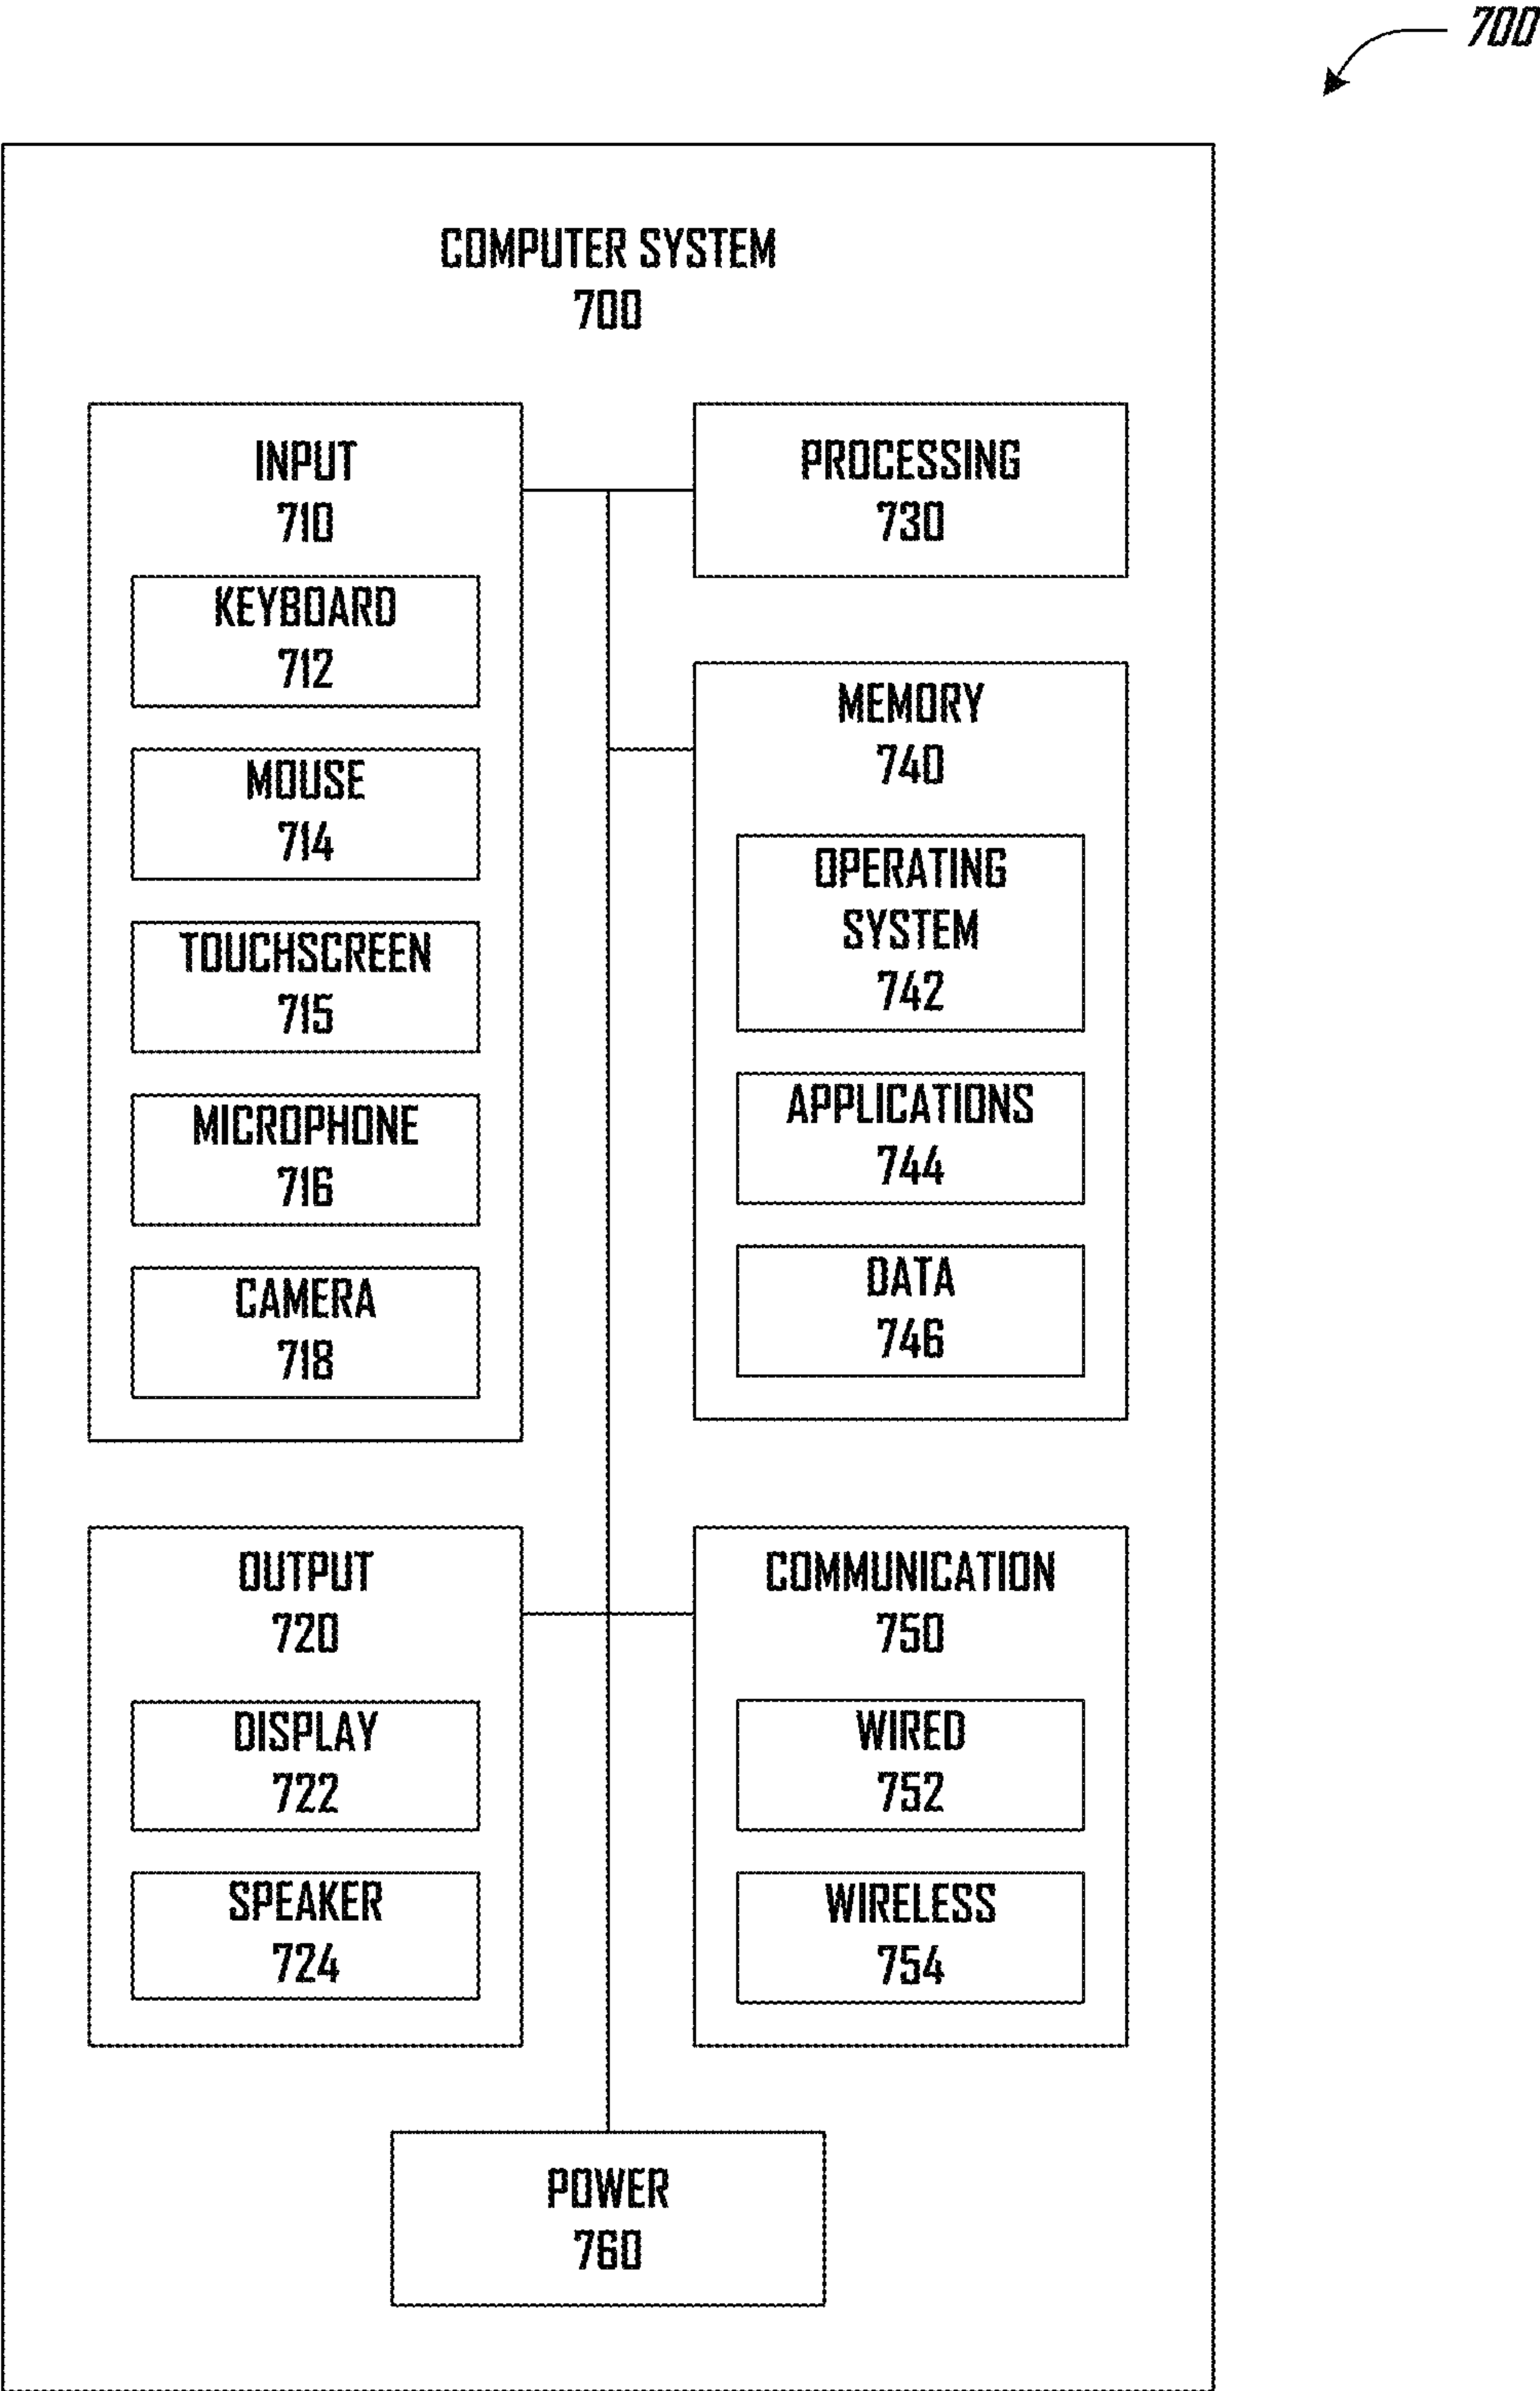 700
COMPUTER SYSTEM
700
INPUT
710
KEYBOARD
712
MOUSE
714
TOUCHSCREEN
715
MICROPHONE
716
CAMERA
718
PROCESSING
730
MEMORY
740
OPERATING
SYSTEM
742
APPLICATIONS
744
DATA
746
OUTPUT
720
DISPLAY
722
SPEAKER
724
COMMUNICATION
750
WIRED
752
WIRELESS
754
POWER
760